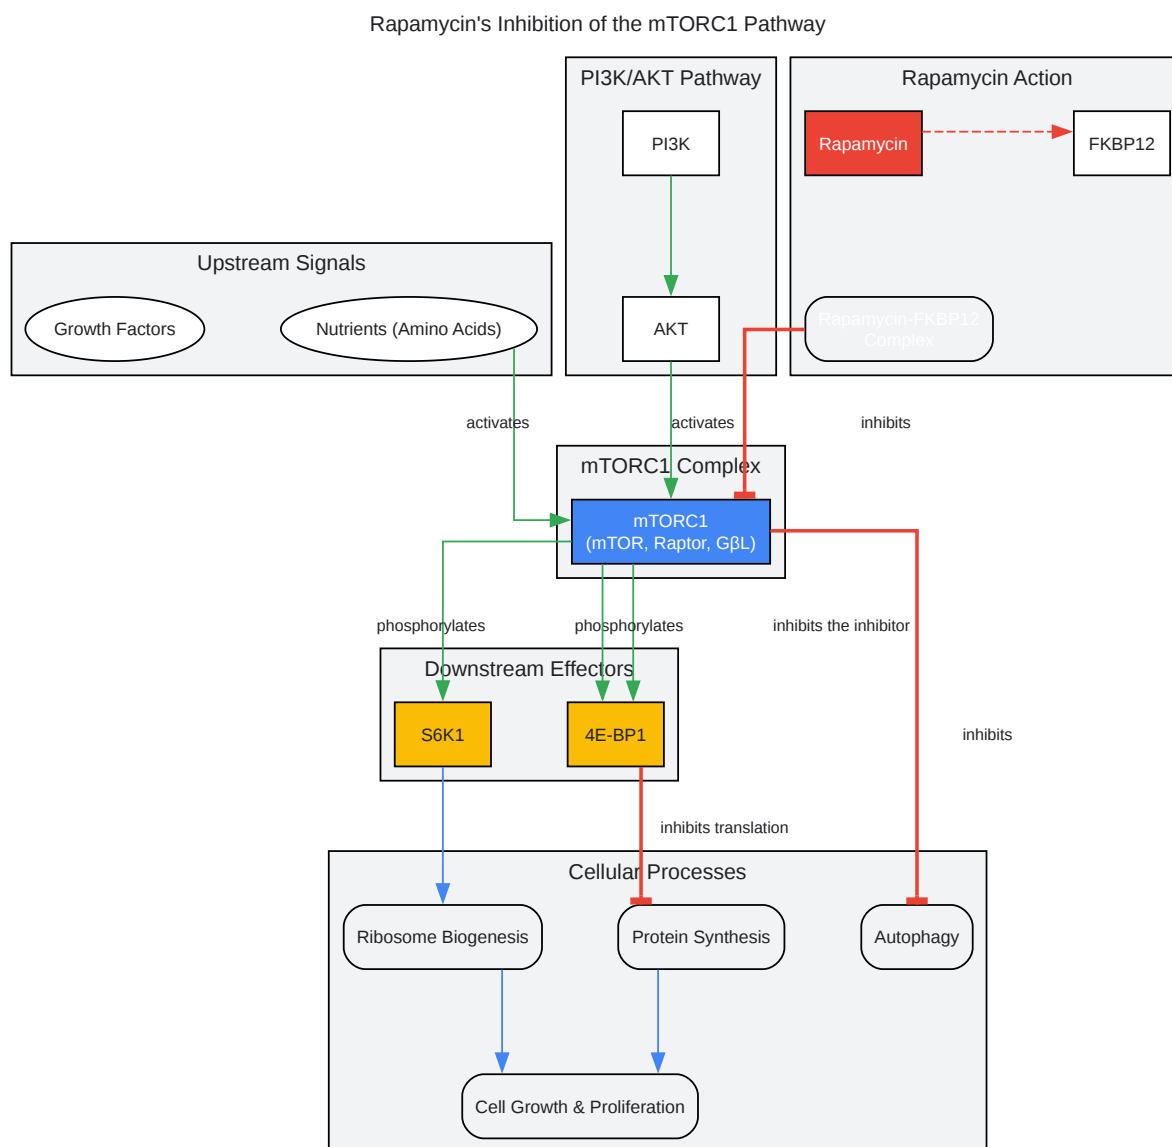 Rapamycin's Inhibition of the mTORC1 Pathway
PI3K/AKT Pathway
Rapamycin Action
PI3K
Rapamycin
FKBP12
Upstream Signals
Growth Factors
Nutrients (Amino Acids)
AKT
Rapamycin-FKBP12
Complex
activates
activates
inhibits
mTORC1 Complex
mTORC1
(mTOR, Raptor, GβL)
phosphorylates
phosphorylates
inhibits the inhibitor
Downstream Effectors
S6K1
4E-BP1
inhibits
inhibits translation
Cellular Processes
Ribosome Biogenesis
Protein Synthesis
Autophagy
Cell Growth & Proliferation